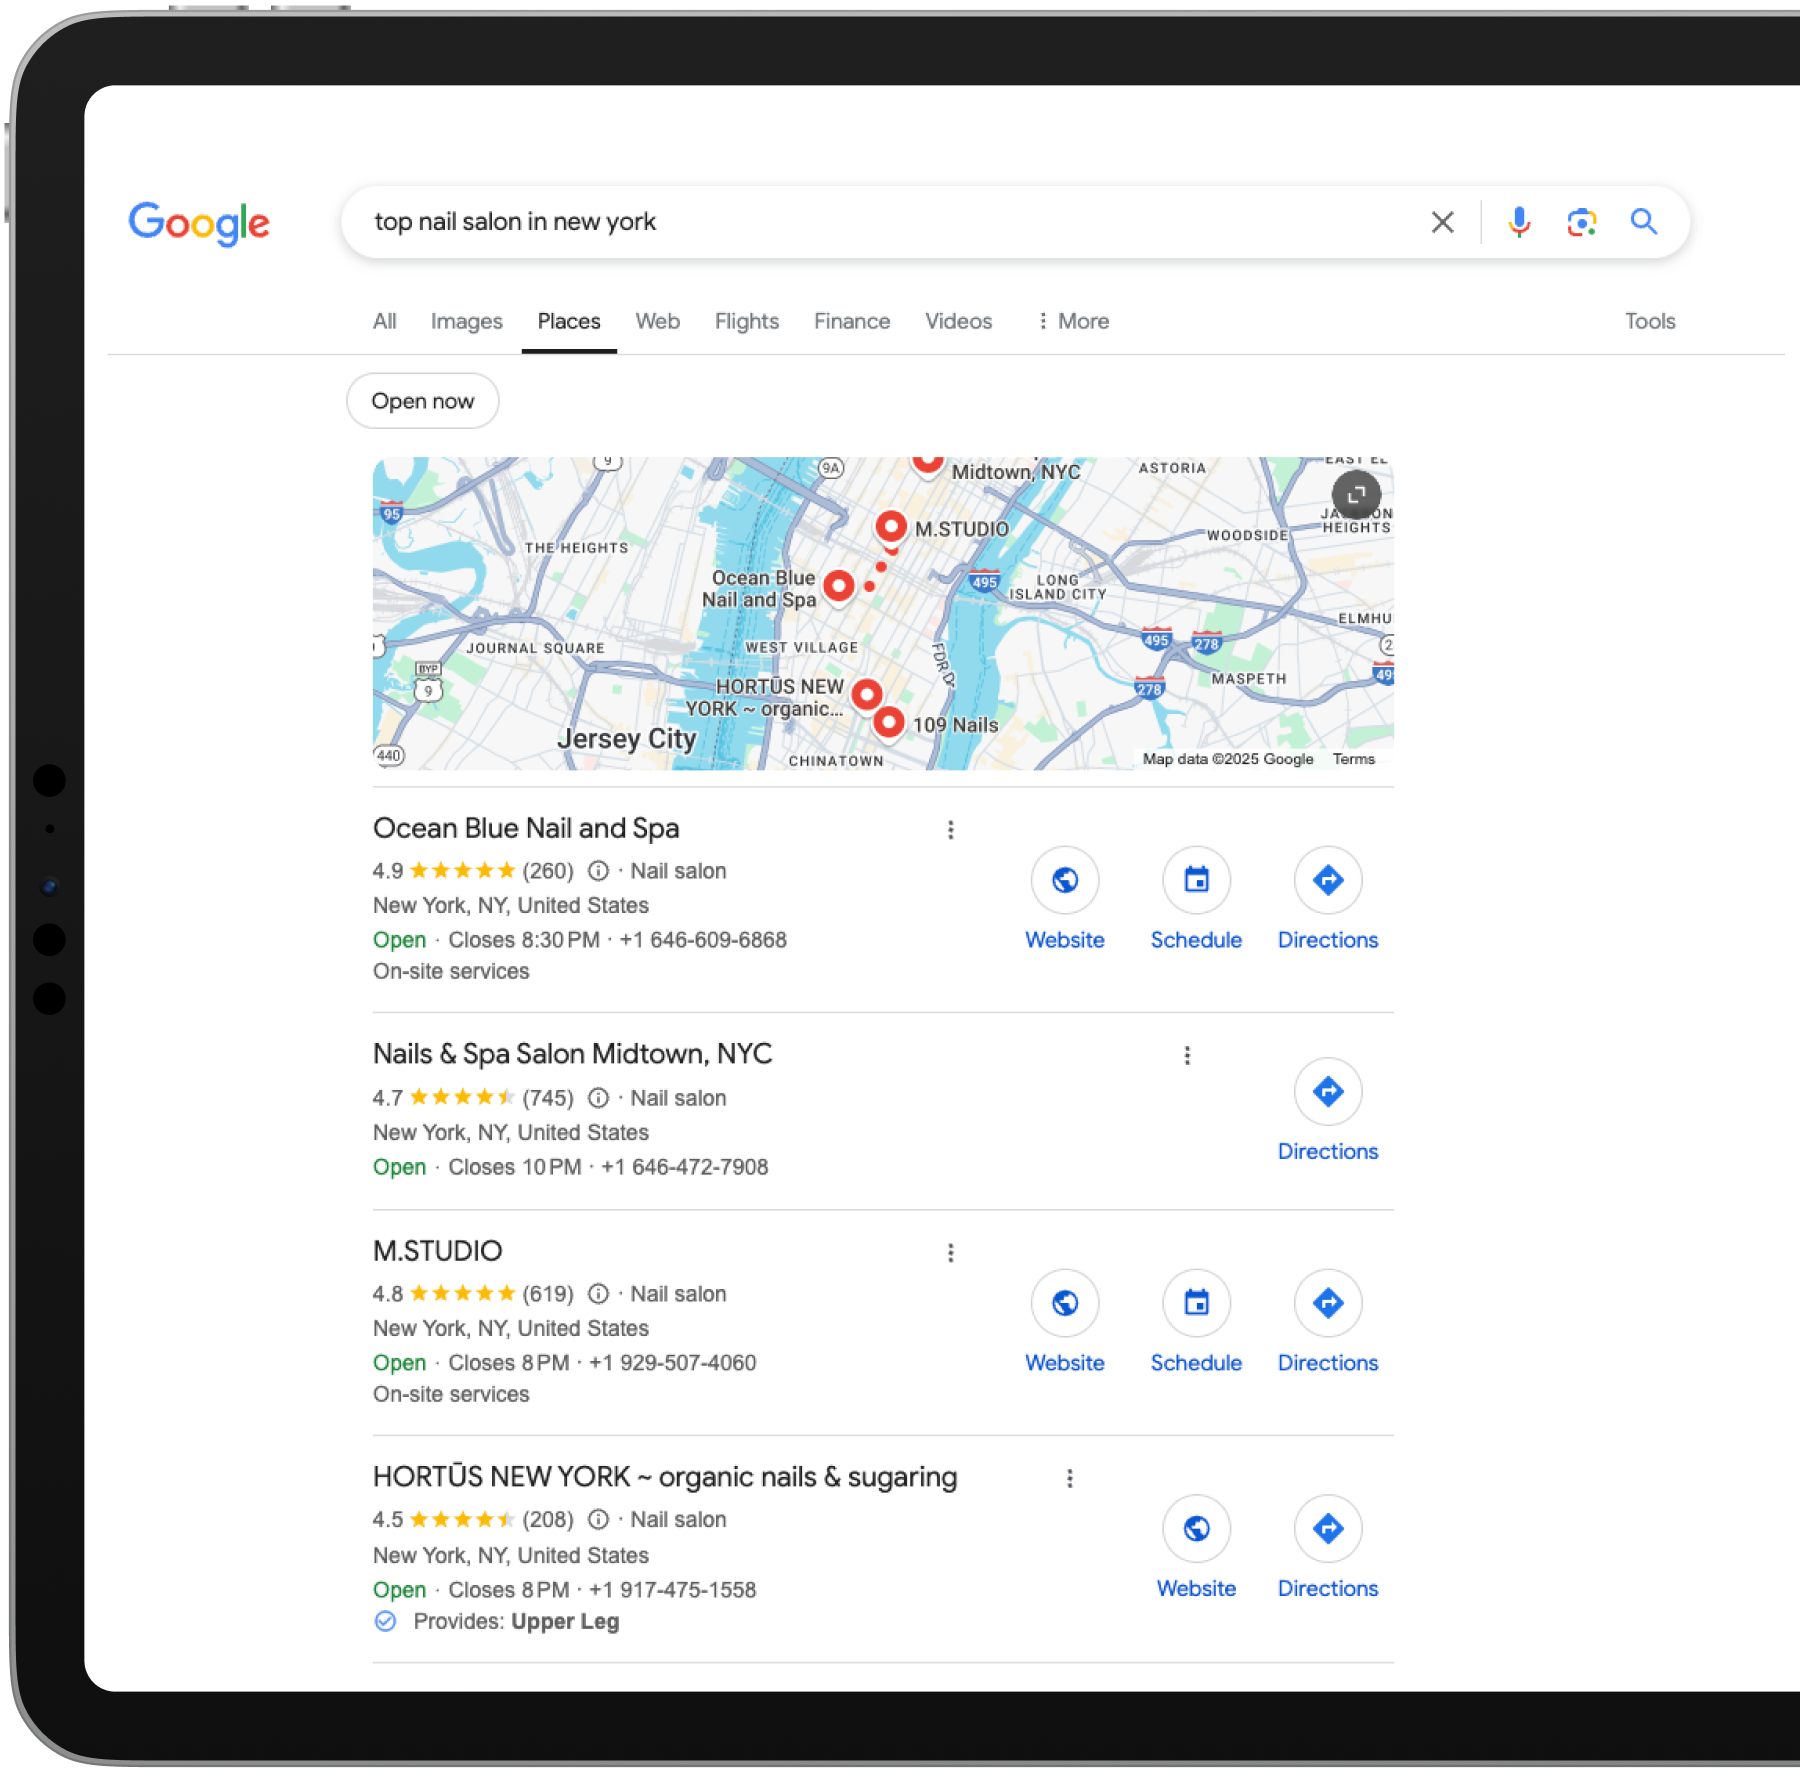 Google
top nail salon in new york
All Images Places Web Flights Finance Videos More Tools
Open now
9
9A
Midtown, NYC
ASTORIA
EAST EL
95
M.STUDIO
HEIGHTS
WOODSIDE
THE HEIGHTS
Ocean Blue
Nail and Spa
495
LONG
ISLAND CITY
ELMHU
JOURNAL SQUARE
WEST VILLAGE
FDR Dr
495
278
BYP
9
HORTŪS NEW
YORK ~ organic...
278
MASPETH
49
109 Nails
Jersey City
440
CHINATOWN
Map data ©2025 Google Terms
Ocean Blue Nail and Spa
4.9 (260) · Nail salon
New York, NY, United States
Open · Closes 8:30 PM · +1 646-609-6868
On-site services
Website Schedule Directions
Nails & Spa Salon Midtown, NYC
4.7 (745) · Nail salon
New York, NY, United States
Open · Closes 10 PM · +1 646-472-7908
Directions
M.STUDIO
4.8 (619) · Nail salon
New York, NY, United States
Open · Closes 8 PM · +1 929-507-4060
On-site services
Website Schedule Directions
HORTŪS NEW YORK ~ organic nails & sugaring
4.5 (208) · Nail salon
New York, NY, United States
Open · Closes 8 PM · +1 917-475-1558
Provides: Upper Leg
Website Directions